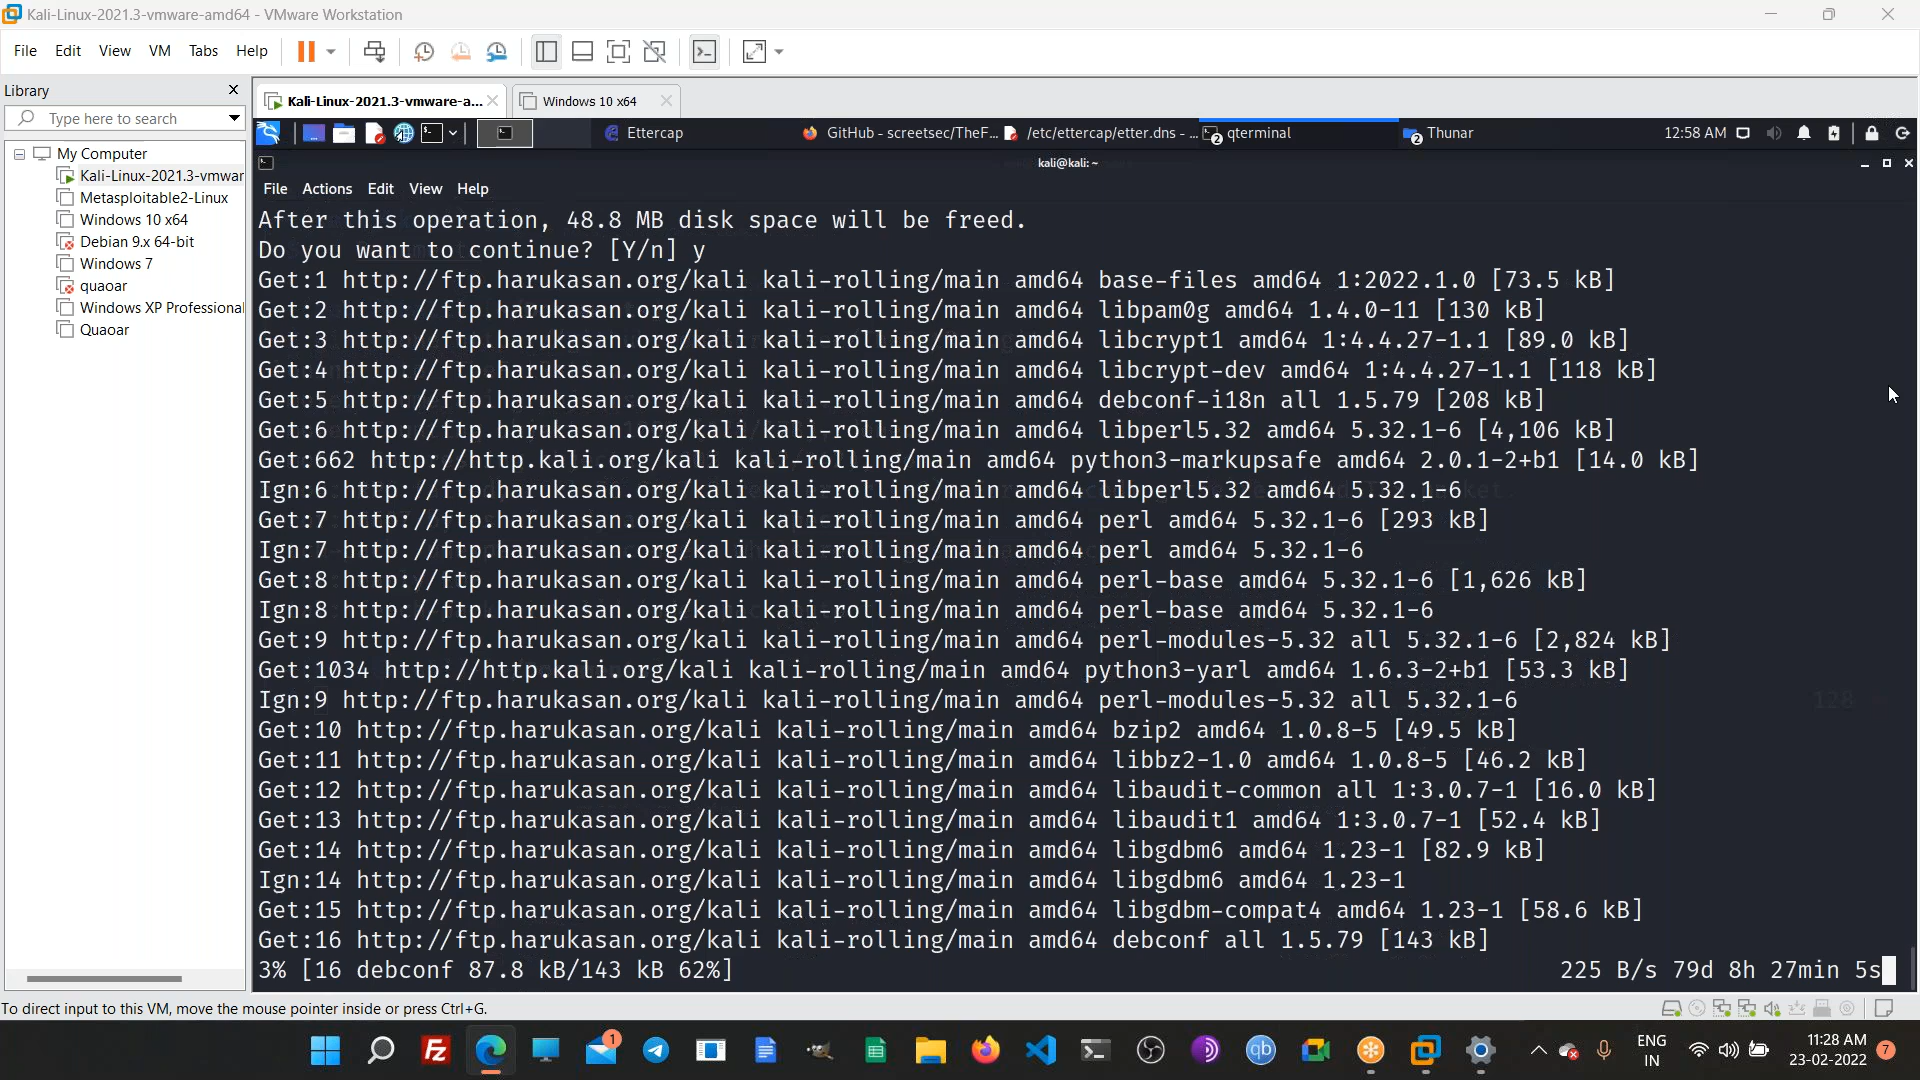 Kali-Linux-2021.3-vmware-amd64 - VMware Workstation
File Edit View VM Tabs Help
Library
Type here to search
My Computer
Kali-Linux-2021.3-vmwar
Metasploitable2-Linux
Windows 10 x64
Debian 9.x 64-bit
Windows 7
quaoar
Windows XP Professional
Quaoar
Kali-Linux-2021.3-vmware-a... Windows 10 x64
Ettercap GitHub - screetsec/TheF... /etc/ettercap/etter.dns - ... 2 qterminal 2 Thunar 12:58 AM
kali@kali: ~
File Actions Edit View Help
After this operation, 48.8 MB disk space will be freed.
Do you want to continue? [Y/n] y
Get:1 http://ftp.harukasan.org/kali kali-rolling/main amd64 base-files amd64 1:2022.1.0 [73.5 kB]
Get:2 http://ftp.harukasan.org/kali kali-rolling/main amd64 libpam0g amd64 1.4.0-11 [130 kB]
Get:3 http://ftp.harukasan.org/kali kali-rolling/main amd64 libcrypt1 amd64 1:4.4.27-1.1 [89.0 kB]
Get:4 http://ftp.harukasan.org/kali kali-rolling/main amd64 libcrypt-dev amd64 1:4.4.27-1.1 [118 kB]
Get:5 http://ftp.harukasan.org/kali kali-rolling/main amd64 debconf-i18n all 1.5.79 [208 kB]
Get:6 http://ftp.harukasan.org/kali kali-rolling/main amd64 libperl5.32 amd64 5.32.1-6 [4,106 kB]
Get:662 http://http.kali.org/kali kali-rolling/main amd64 python3-markupsafe amd64 2.0.1-2+b1 [14.0 kB]
Ign:6 http://ftp.harukasan.org/kali kali-rolling/main amd64 libperl5.32 amd64 5.32.1-6
Get:7 http://ftp.harukasan.org/kali kali-rolling/main amd64 perl amd64 5.32.1-6 [293 kB]
Ign:7 http://ftp.harukasan.org/kali kali-rolling/main amd64 perl amd64 5.32.1-6
Get:8 http://ftp.harukasan.org/kali kali-rolling/main amd64 perl-base amd64 5.32.1-6 [1,626 kB]
Ign:8 http://ftp.harukasan.org/kali kali-rolling/main amd64 perl-base amd64 5.32.1-6
Get:9 http://ftp.harukasan.org/kali kali-rolling/main amd64 perl-modules-5.32 all 5.32.1-6 [2,824 kB]
Get:1034 http://http.kali.org/kali kali-rolling/main amd64 python3-yarl amd64 1.6.3-2+b1 [53.3 kB]
Ign:9 http://ftp.harukasan.org/kali kali-rolling/main amd64 perl-modules-5.32 all 5.32.1-6
Get:10 http://ftp.harukasan.org/kali kali-rolling/main amd64 bzip2 amd64 1.0.8-5 [49.5 kB]
Get:11 http://ftp.harukasan.org/kali kali-rolling/main amd64 libbz2-1.0 amd64 1.0.8-5 [46.2 kB]
Get:12 http://ftp.harukasan.org/kali kali-rolling/main amd64 libaudit-common all 1:3.0.7-1 [16.0 kB]
Get:13 http://ftp.harukasan.org/kali kali-rolling/main amd64 libaudit1 amd64 1:3.0.7-1 [52.4 kB]
Get:14 http://ftp.harukasan.org/kali kali-rolling/main amd64 libgdbm6 amd64 1.23-1 [82.9 kB]
Ign:14 http://ftp.harukasan.org/kali kali-rolling/main amd64 libgdbm6 amd64 1.23-1
Get:15 http://ftp.harukasan.org/kali kali-rolling/main amd64 libgdbm-compat4 amd64 1.23-1 [58.6 kB]
Get:16 http://ftp.harukasan.org/kali kali-rolling/main amd64 debconf all 1.5.79 [143 kB]
3% [16 debconf 87.8 kB/143 kB 62%] 225 B/s 79d 8h 27min 5s
To direct input to this VM, move the mouse pointer inside or press Ctrl+G.
Fz 1 qb ENG 11:28 AM 7
IN 23-02-2022